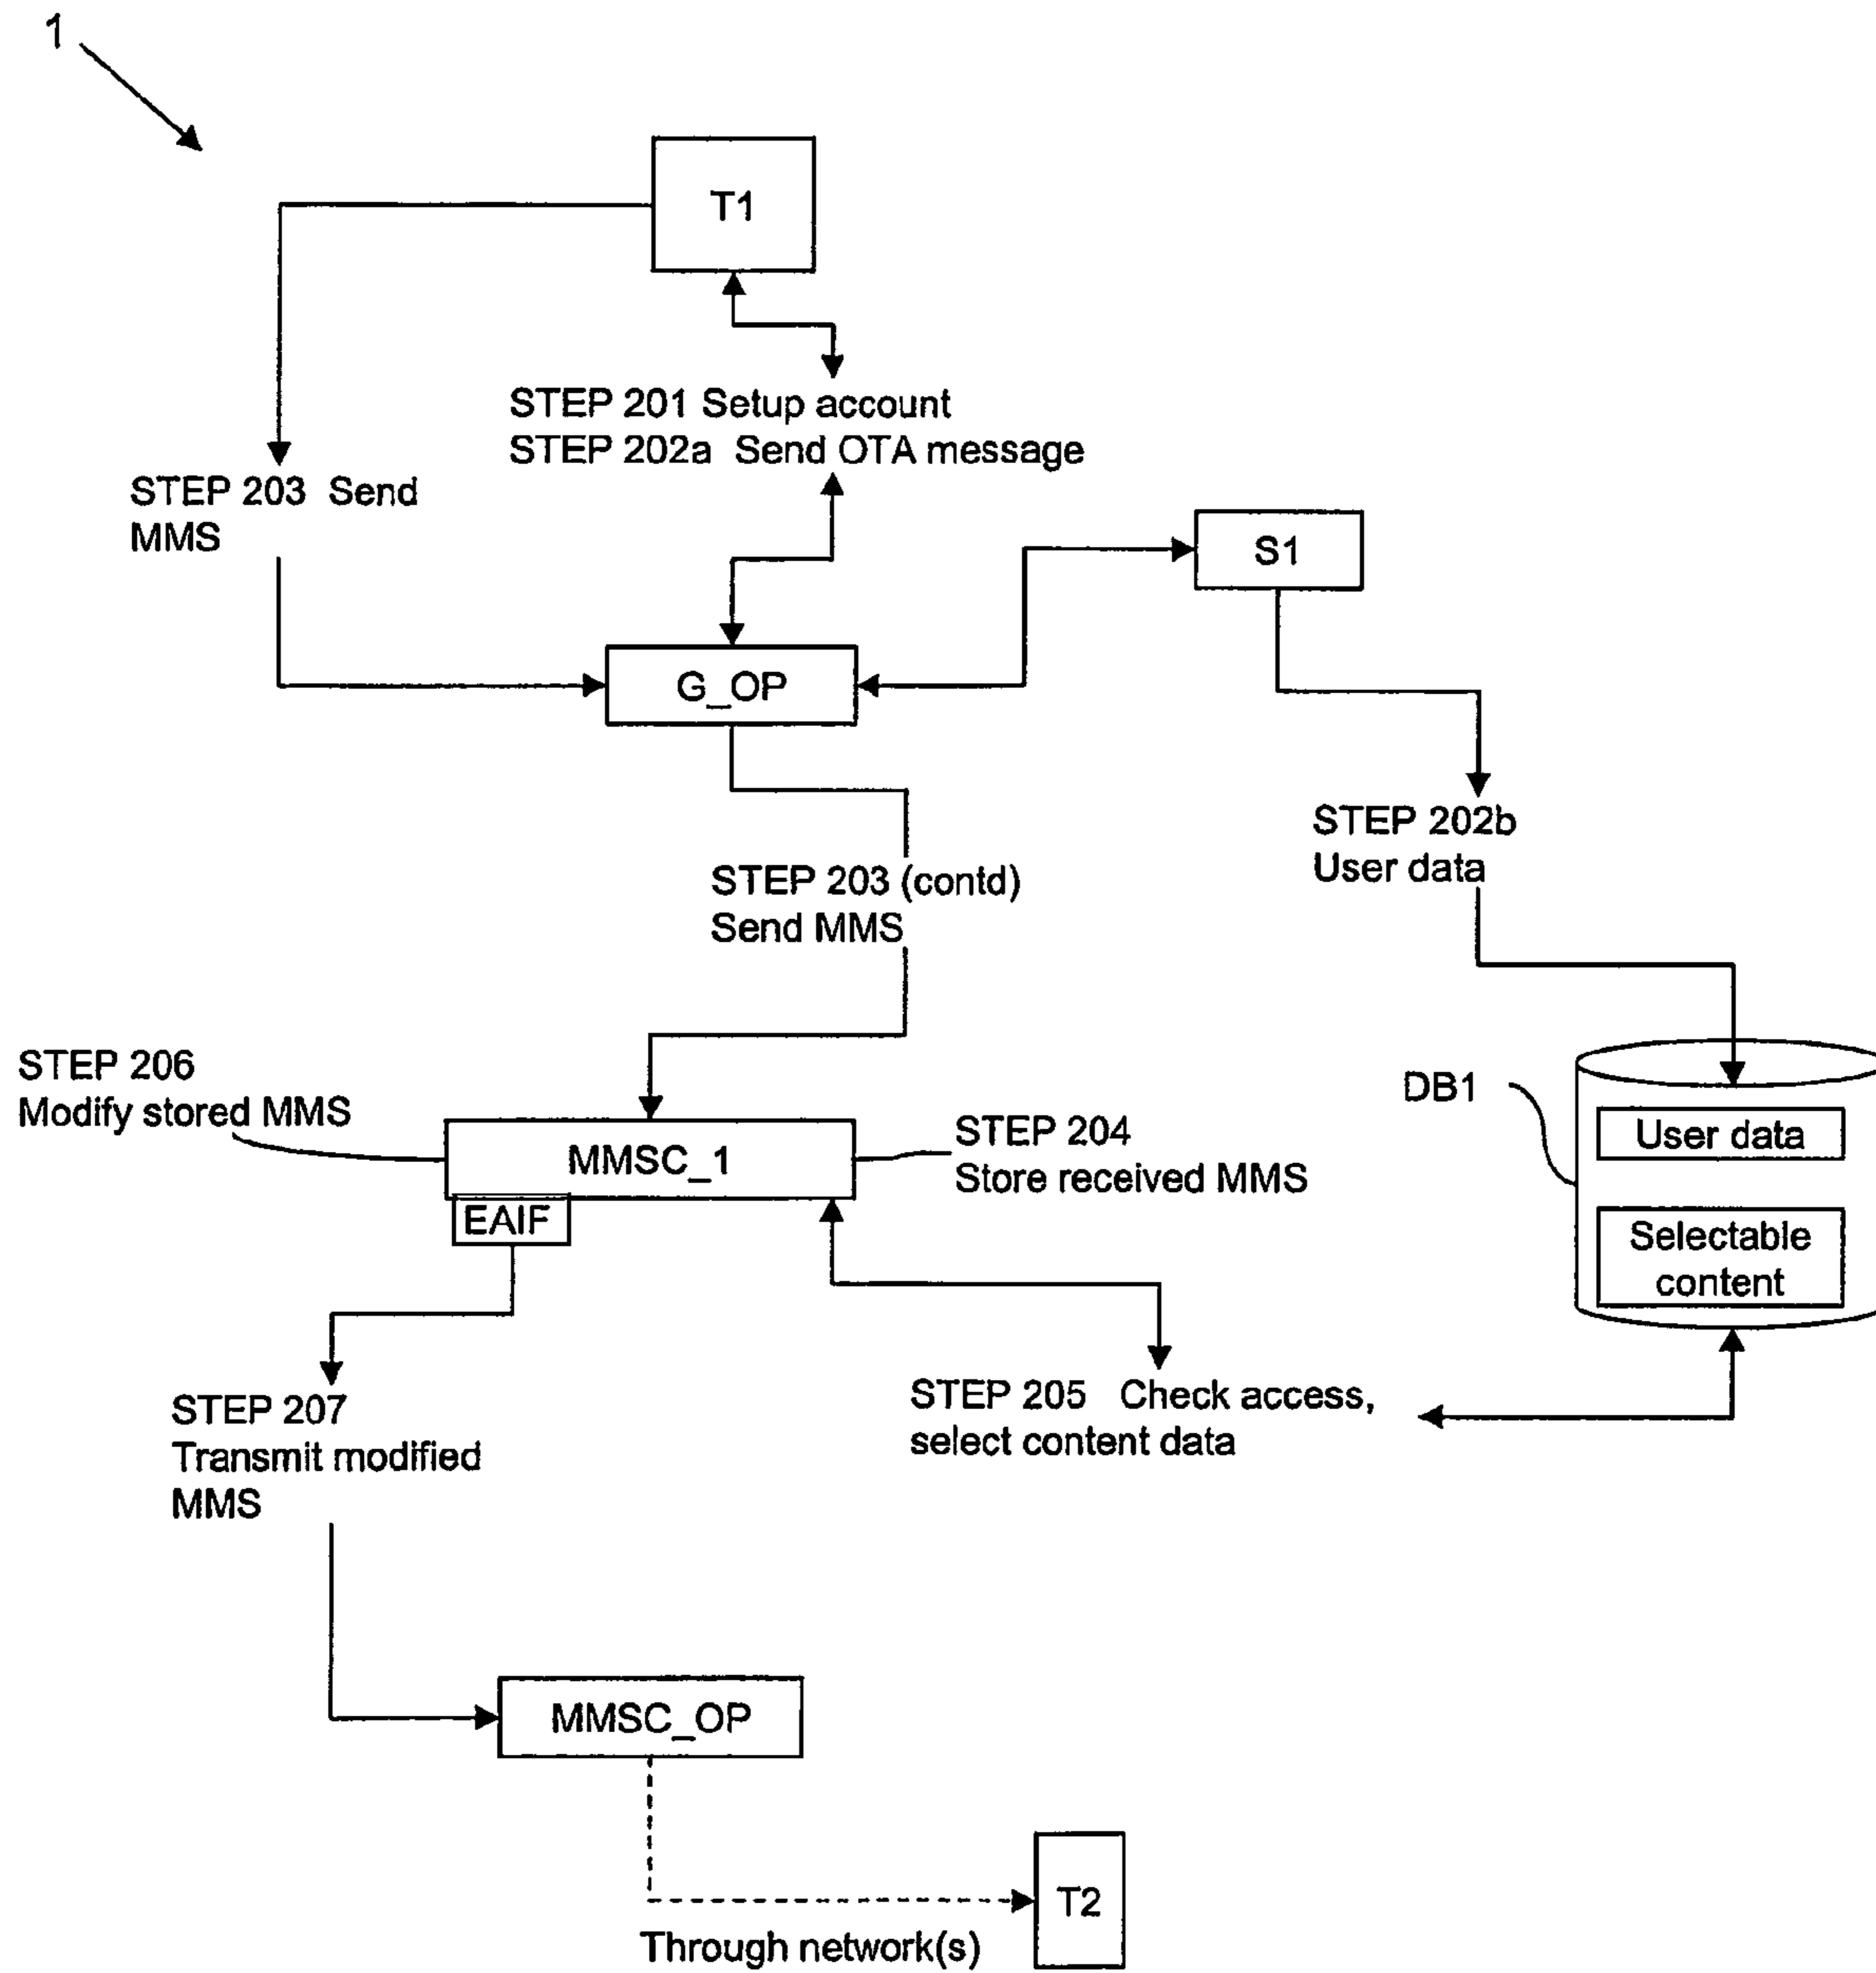 1
T1
STEP 201 Setup account
STEP 202a Send OTA message
STEP 203 Send
MMS
S1
G_OP
STEP 202b
User data
STEP 203 (contd)
Send MMS
STEP 206
Modify stored MMS
MMSC_1
EAIF
STEP 204
Store received MMS
DB1
User data
Selectable
content
STEP 205 Check access,
select content data
STEP 207
Transmit modified
MMS
MMSC_OP
T2
Through network(s)